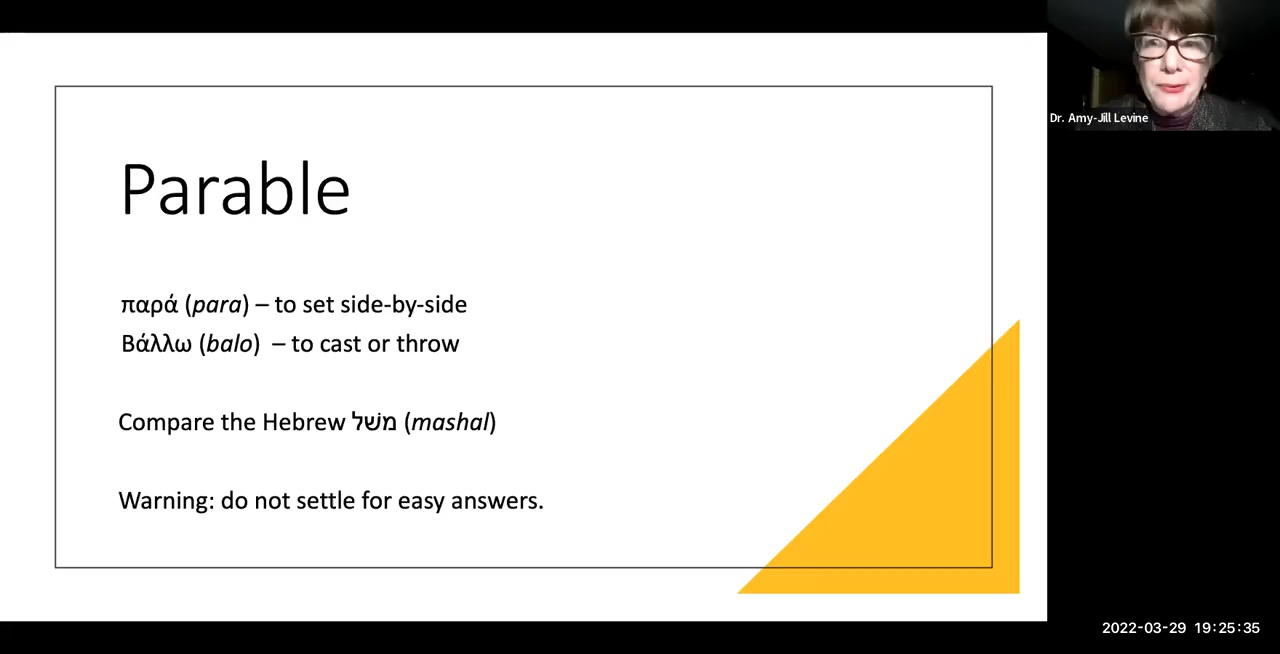 Parable
παρά (para) – to set side-by-side
Βάλλω (balo) – to cast or throw
Compare the Hebrew משׁל (mashal)
Warning: do not settle for easy answers.
Dr. Amy-Jill Levine
2022-03-29 19:25:35